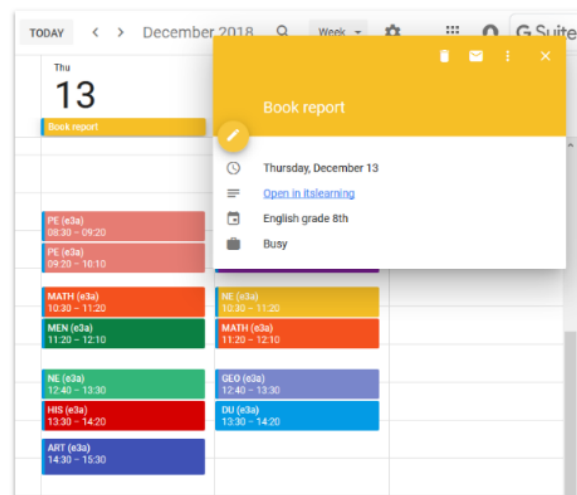 TODAY < > December 2018 Week G Suite
Thu
13
Book report
Book report
Thursday, December 13
Open in itslearning
English grade 8th
Busy
PE (e3a)
08:30 – 09:20
PE (e3a)
09:20 – 10:10
MATH (e3a)
10:30 – 11:20
MEN (e3a)
11:20 – 12:10
NE (e3a)
12:40 – 13:30
HIS (e3a)
13:30 – 14:20
ART (e3a)
14:30 – 15:30
NE (e3a)
10:30 – 11:20
MATH (e3a)
11:20 – 12:10
GEO (e3a)
12:40 – 13:30
DU (e3a)
13:30 – 14:20